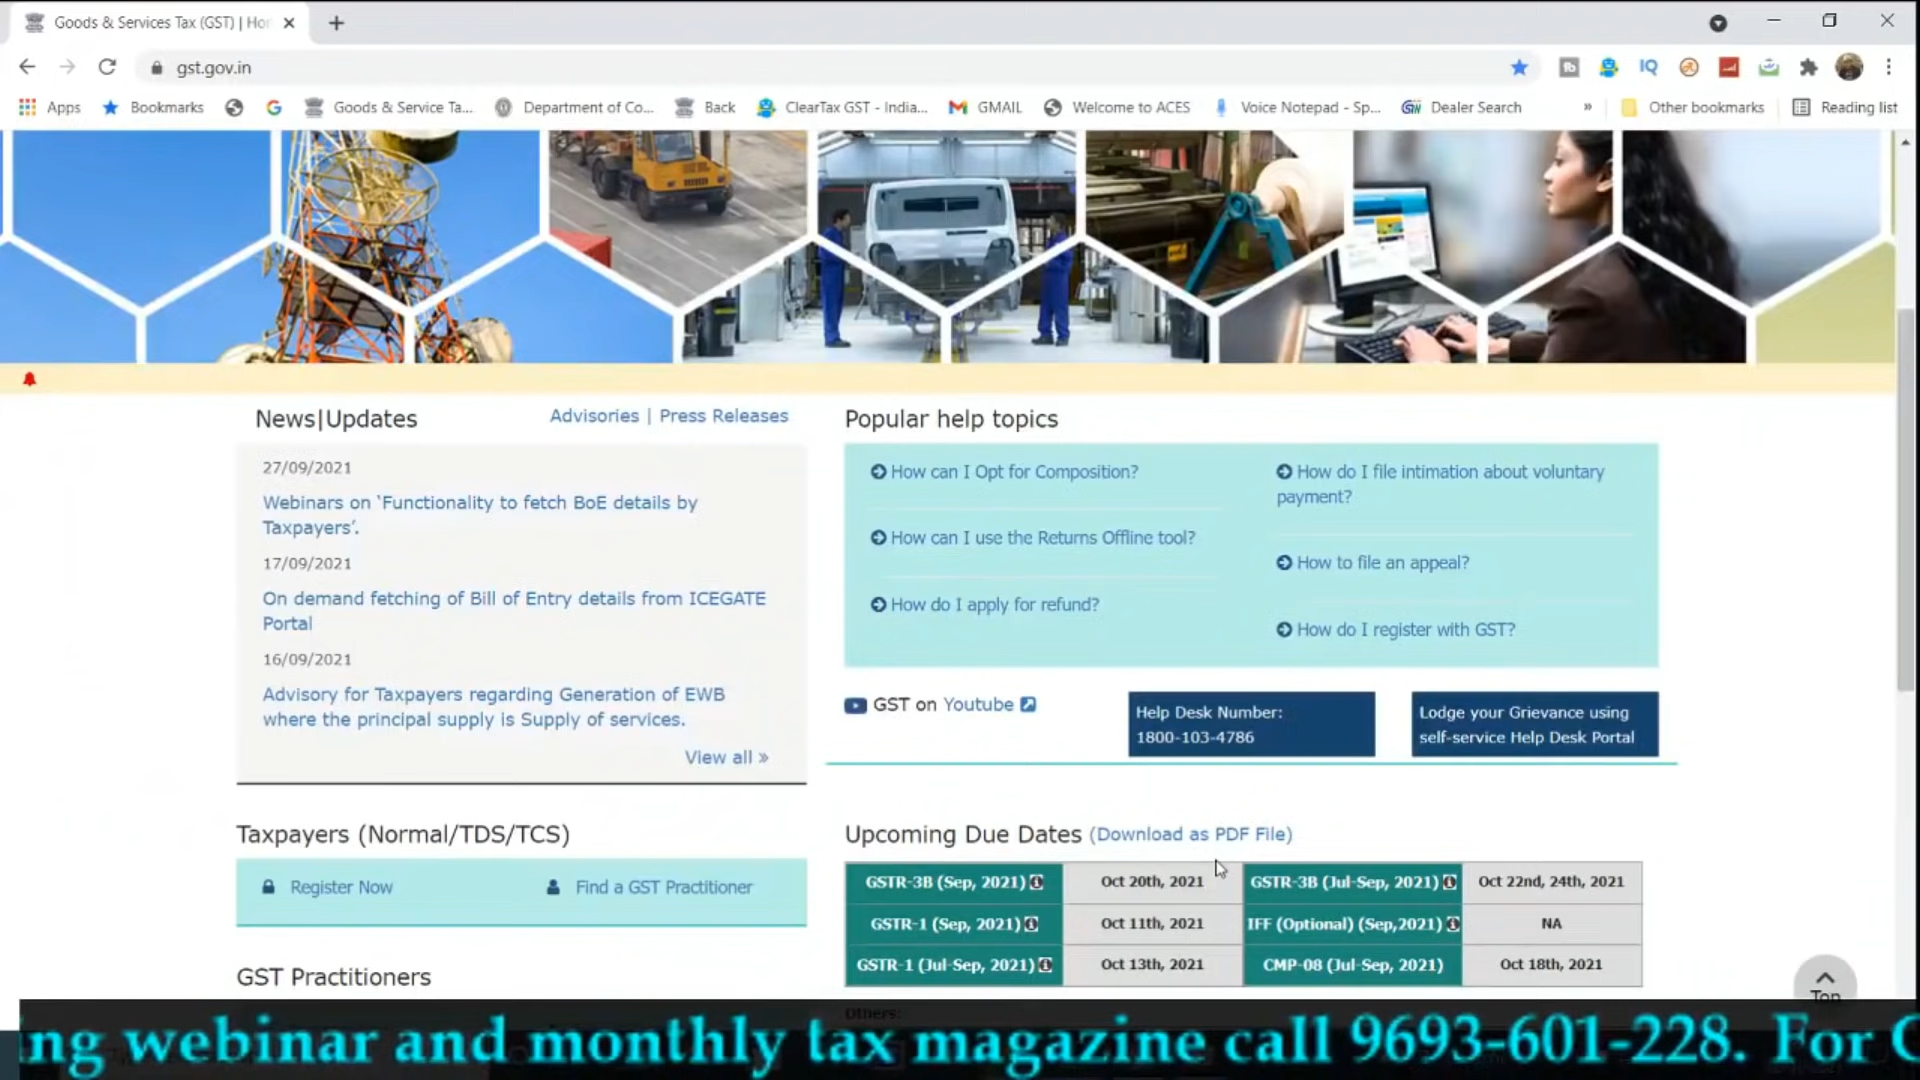 Goods & Services Tax (GST) | Ho
gst.gov.in
Apps
Bookmarks
Goods & Service Ta...
Department of Co...
Back
ClearTax GST - India...
GMAIL
Welcome to ACES
Voice Notepad - Sp...
Dealer Search
»
Other bookmarks
Reading list
IQ
News|Updates
Advisories | Press Releases
27/09/2021
Webinars on ‘Functionality to fetch BoE details by
Taxpayers’.
17/09/2021
On demand fetching of Bill of Entry details from ICEGATE
Portal
16/09/2021
Advisory for Taxpayers regarding Generation of EWB
where the principal supply is Supply of services.
View all »
Popular help topics
How can I Opt for Composition?
How can I use the Returns Offline tool?
How do I apply for refund?
How do I file intimation about voluntary
payment?
How to file an appeal?
How do I register with GST?
GST on Youtube
Help Desk Number:
1800-103-4786
Lodge your Grievance using
self-service Help Desk Portal
Taxpayers (Normal/TDS/TCS)
Register Now
Find a GST Practitioner
GST Practitioners
Upcoming Due Dates (Download as PDF File)
GSTR-3B (Sep, 2021) Oct 20th, 2021 GSTR-3B (Jul-Sep, 2021) Oct 22nd, 24th, 2021
GSTR-1 (Sep, 2021) Oct 11th, 2021 IFF (Optional) (Sep,2021) NA
GSTR-1 (Jul-Sep, 2021) Oct 13th, 2021 CMP-08 (Jul-Sep, 2021) Oct 18th, 2021
Others:
Top
ng webinar and monthly tax magazine call 9693-601-228. For